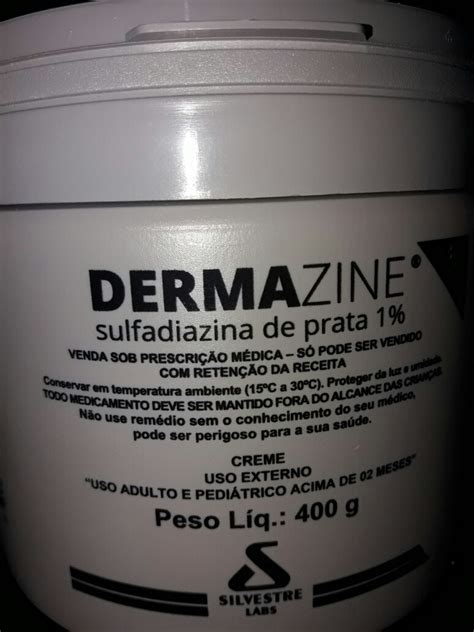 DERMAZINE®
sulfadiazina de prata 1%
VENDA SOB PRESCRIÇÃO MÉDICA – SÓ PODE SER VENDIDO
COM RETENÇÃO DA RECEITA
Conservar em temperatura ambiente (15ºC a 30ºC). Proteger da luz e umidade.
TODO MEDICAMENTO DEVE SER MANTIDO FORA DO ALCANCE DAS CRIANÇAS.
Não use remédio sem o conhecimento do seu médico,
pode ser perigoso para a sua saúde.
CREME
USO EXTERNO
"USO ADULTO E PEDIÁTRICO ACIMA DE 02 MESES"
Peso Líq.: 400 g
SILVESTRE
LABS